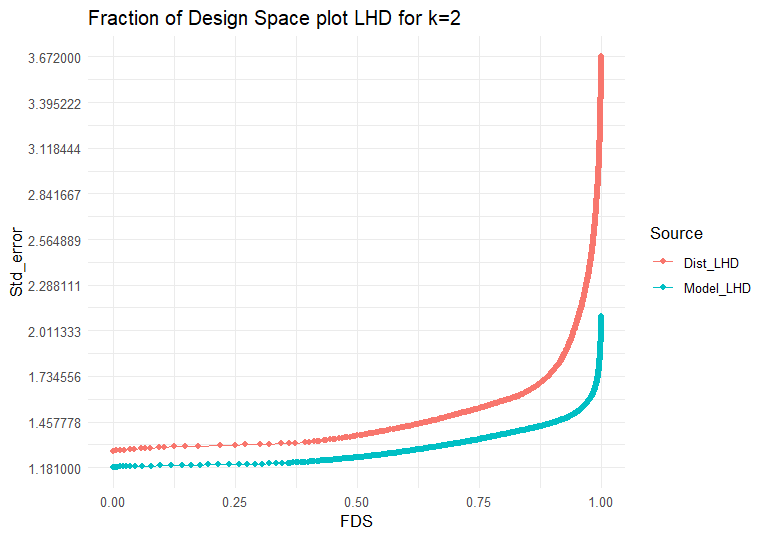 Fraction of Design Space plot LHD for k=2
3.672000
3.395222
3.118444
2.841667
2.564889
2.288111
2.011333
1.734556
1.457778
1.181000
Std_error
0.00
0.25
0.50
0.75
1.00
FDS
Source
Dist_LHD
Model_LHD